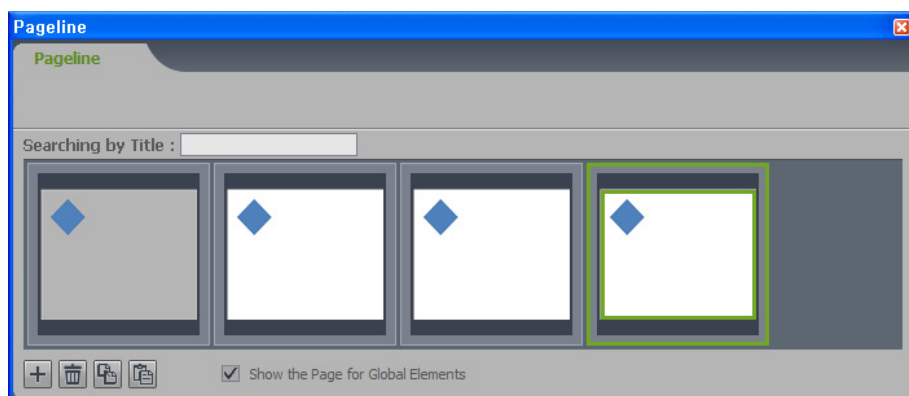 Pageline
Pageline
Searching by Title :
Show the Page for Global Elements